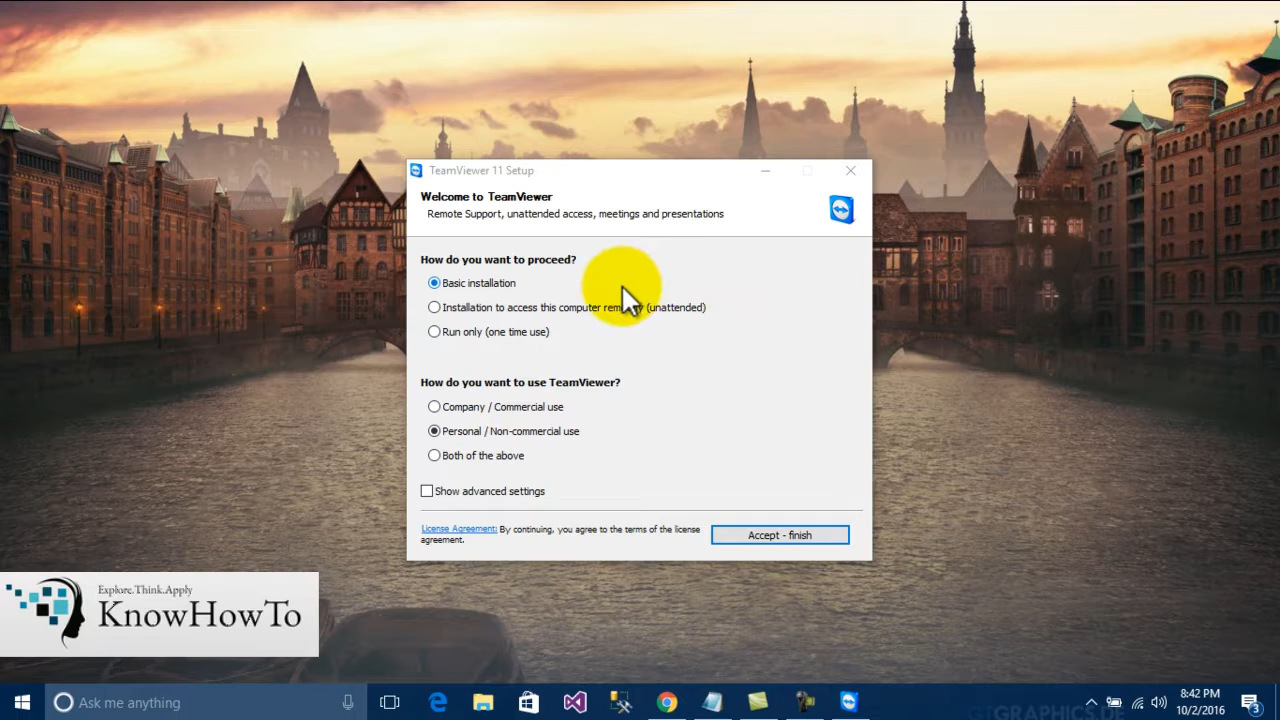 TeamViewer 11 Setup
Welcome to TeamViewer
Remote Support, unattended access, meetings and presentations
How do you want to proceed?
Basic installation
Installation to access this computer (unattended)
Run only (one time use)
How do you want to use TeamViewer?
Company / Commercial use
Personal / Non-commercial use
Both of the above
Show advanced settings
License Agreement: By continuing, you agree to the terms of the license
agreement.
Accept - finish
Explore.Think.Apply
KnowHowTo
Ask me anything
8:42 PM
10/2/2016
3